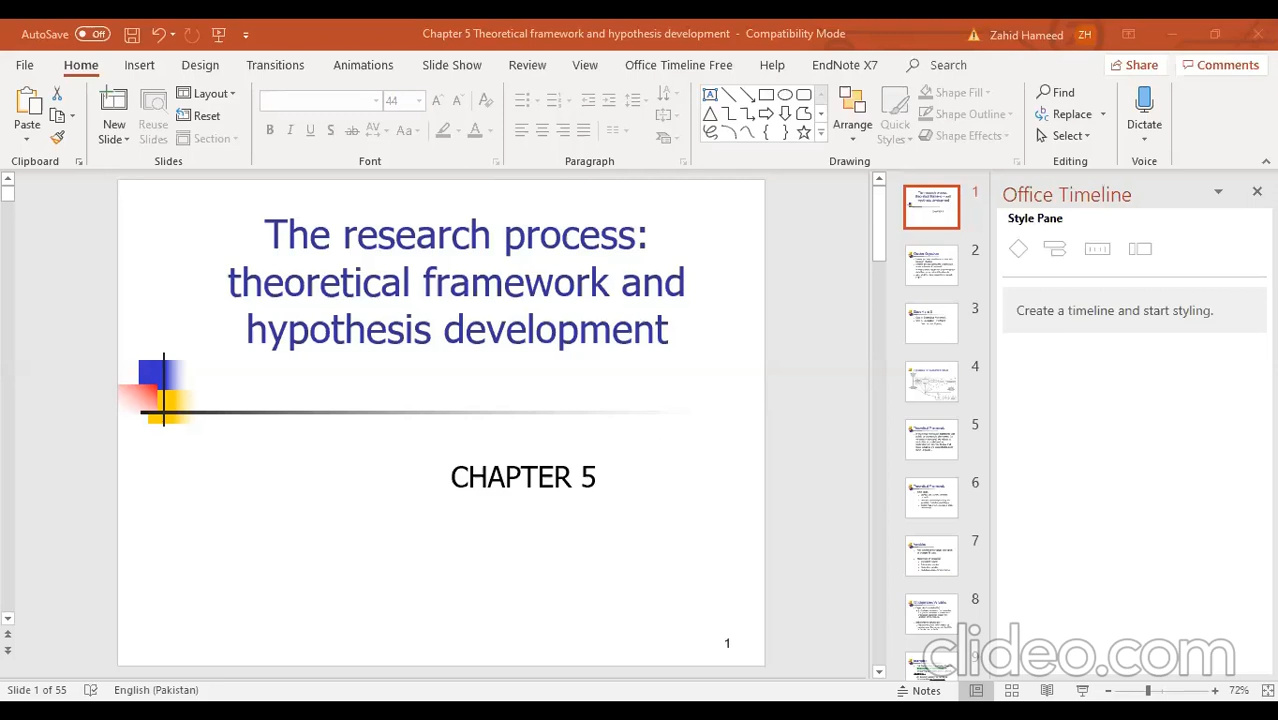 AutoSave Off
Chapter 5 Theoretical framework and hypothesis development - Compatibility Mode
Zahid Hameed ZH
File Home Insert Design Transitions Animations Slide Show Review View Office Timeline Free Help EndNote X7 Search Share Comments
Paste
Clipboard
New Slides
Reuse Slides
Layout
Reset
Section
Slides
44
B I U S ab AV Aa A
Font
Paragraph
Arrange
Quick Styles
Shape Fill
Shape Outline
Shape Effects
Drawing
Find
Replace
Select
Editing
Dictate
Voice
The research process:
theoretical framework and
hypothesis development
CHAPTER 5
1
1
2
3
4
5
6
7
8
9
Office Timeline
Style Pane
Create a timeline and start styling.
clideo.com
Slide 1 of 55 English (Pakistan) Notes 72%